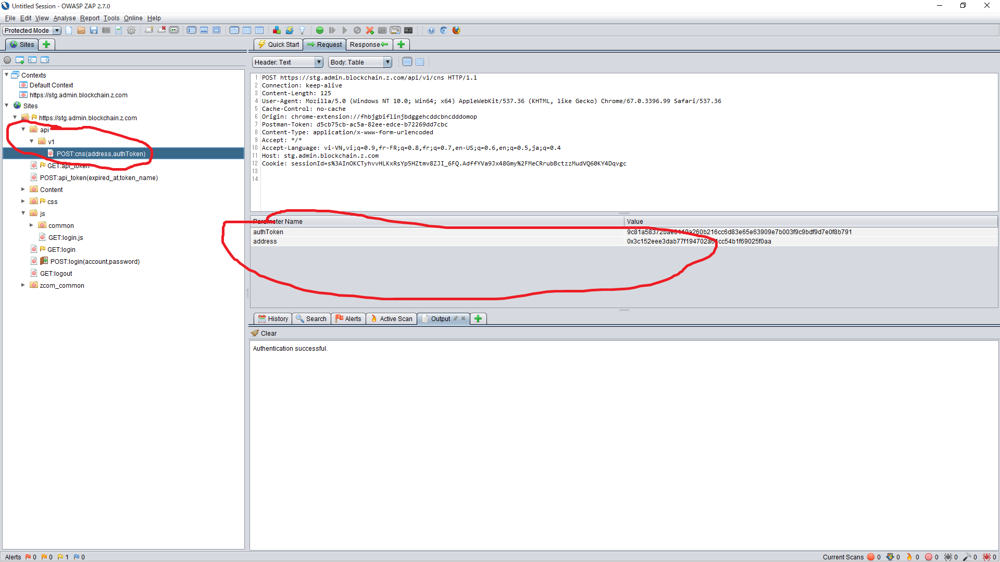 Untitled Session - OWASP ZAP 2.7.0
File Edit View Analyse Report Tools Online Help
Protected Mode
Sites
Quick Start
Request
Response
Header: Text
Body: Table
Contexts
Default Context
https://stg.admin.blockchain.z.com
Sites
https://stg.admin.blockchain.z.com
api
v1
POST:cns(address,authToken)
GET:api_token
POST:api_token(expired_at,token_name)
Content
css
js
common
GET:login.js
GET:login
POST:login(account,password)
GET:logout
zcom_common
1 POST https://stg.admin.blockchain.z.com/api/v1/cns HTTP/1.1
2 Connection: keep-alive
3 Content-Length: 125
4 User-Agent: Mozilla/5.0 (Windows NT 10.0; Win64; x64) AppleWebKit/537.36 (KHTML, like Gecko) Chrome/67.0.3396.99 Safari/537.36
5 Cache-Control: no-cache
6 Origin: chrome-extension://fhbjgbiflinjbdggehcddcbncdddomop
7 Postman-Token: d5cb75cb-ac5a-82ee-edce-b72269dd7cbc
8 Content-Type: application/x-www-form-urlencoded
9 Accept: */*
10 Accept-Language: vi-VN,vi;q=0.9,fr-FR;q=0.8,fr;q=0.7,en-US;q=0.6,en;q=0.5,ja;q=0.4
11 Host: stg.admin.blockchain.z.com
12 Cookie: sessionId=s%3AInOKCTyhvvHLKxRsYp5HZtmv8ZJI_6FQ.AdffYVa9Jx48Gmy%2FMeCRrubBctzzMudVQ60KY4Dqvgc
13
14
Parameter Name Value
authToken
address
History
Search
Alerts
Active Scan
Output
Clear
Authentication successful.
Alerts 0 0 1 0
Current Scans 0 0 0 0 0 0 0